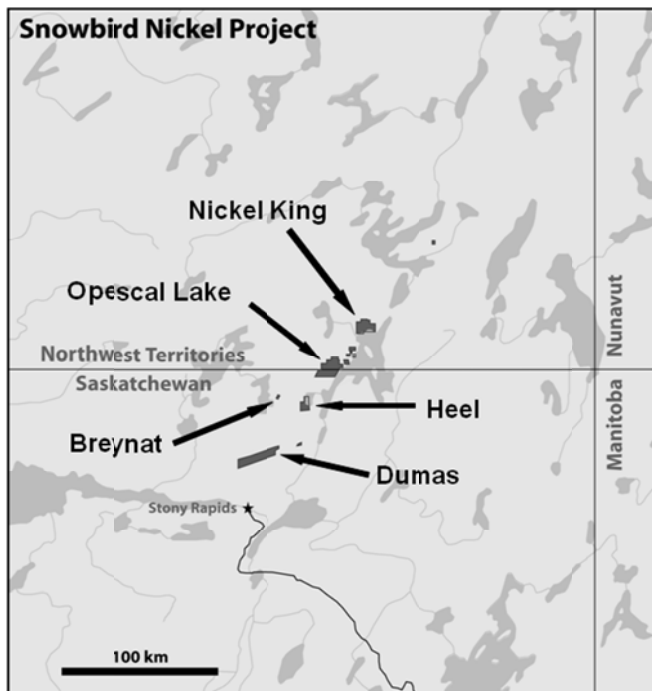 Snowbird Nickel Project
Nickel King
Opescal Lake
Northwest Territories
Saskatchewan
Nunavut
Manitoba
Heel
Breynat
Dumas
Stony Rapids
100 km